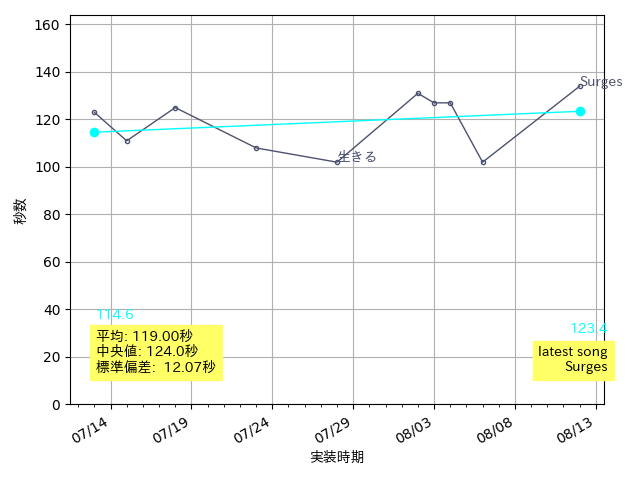 160
140
120
100
80
60
40
20
0
秒数
Surges
生きる
114.6
123.4
平均: 119.00秒
中央値: 124.0秒
標準偏差: 12.07秒
latest song
Surges
07/14
07/19
07/24
07/29
08/03
08/08
08/13
実装時期